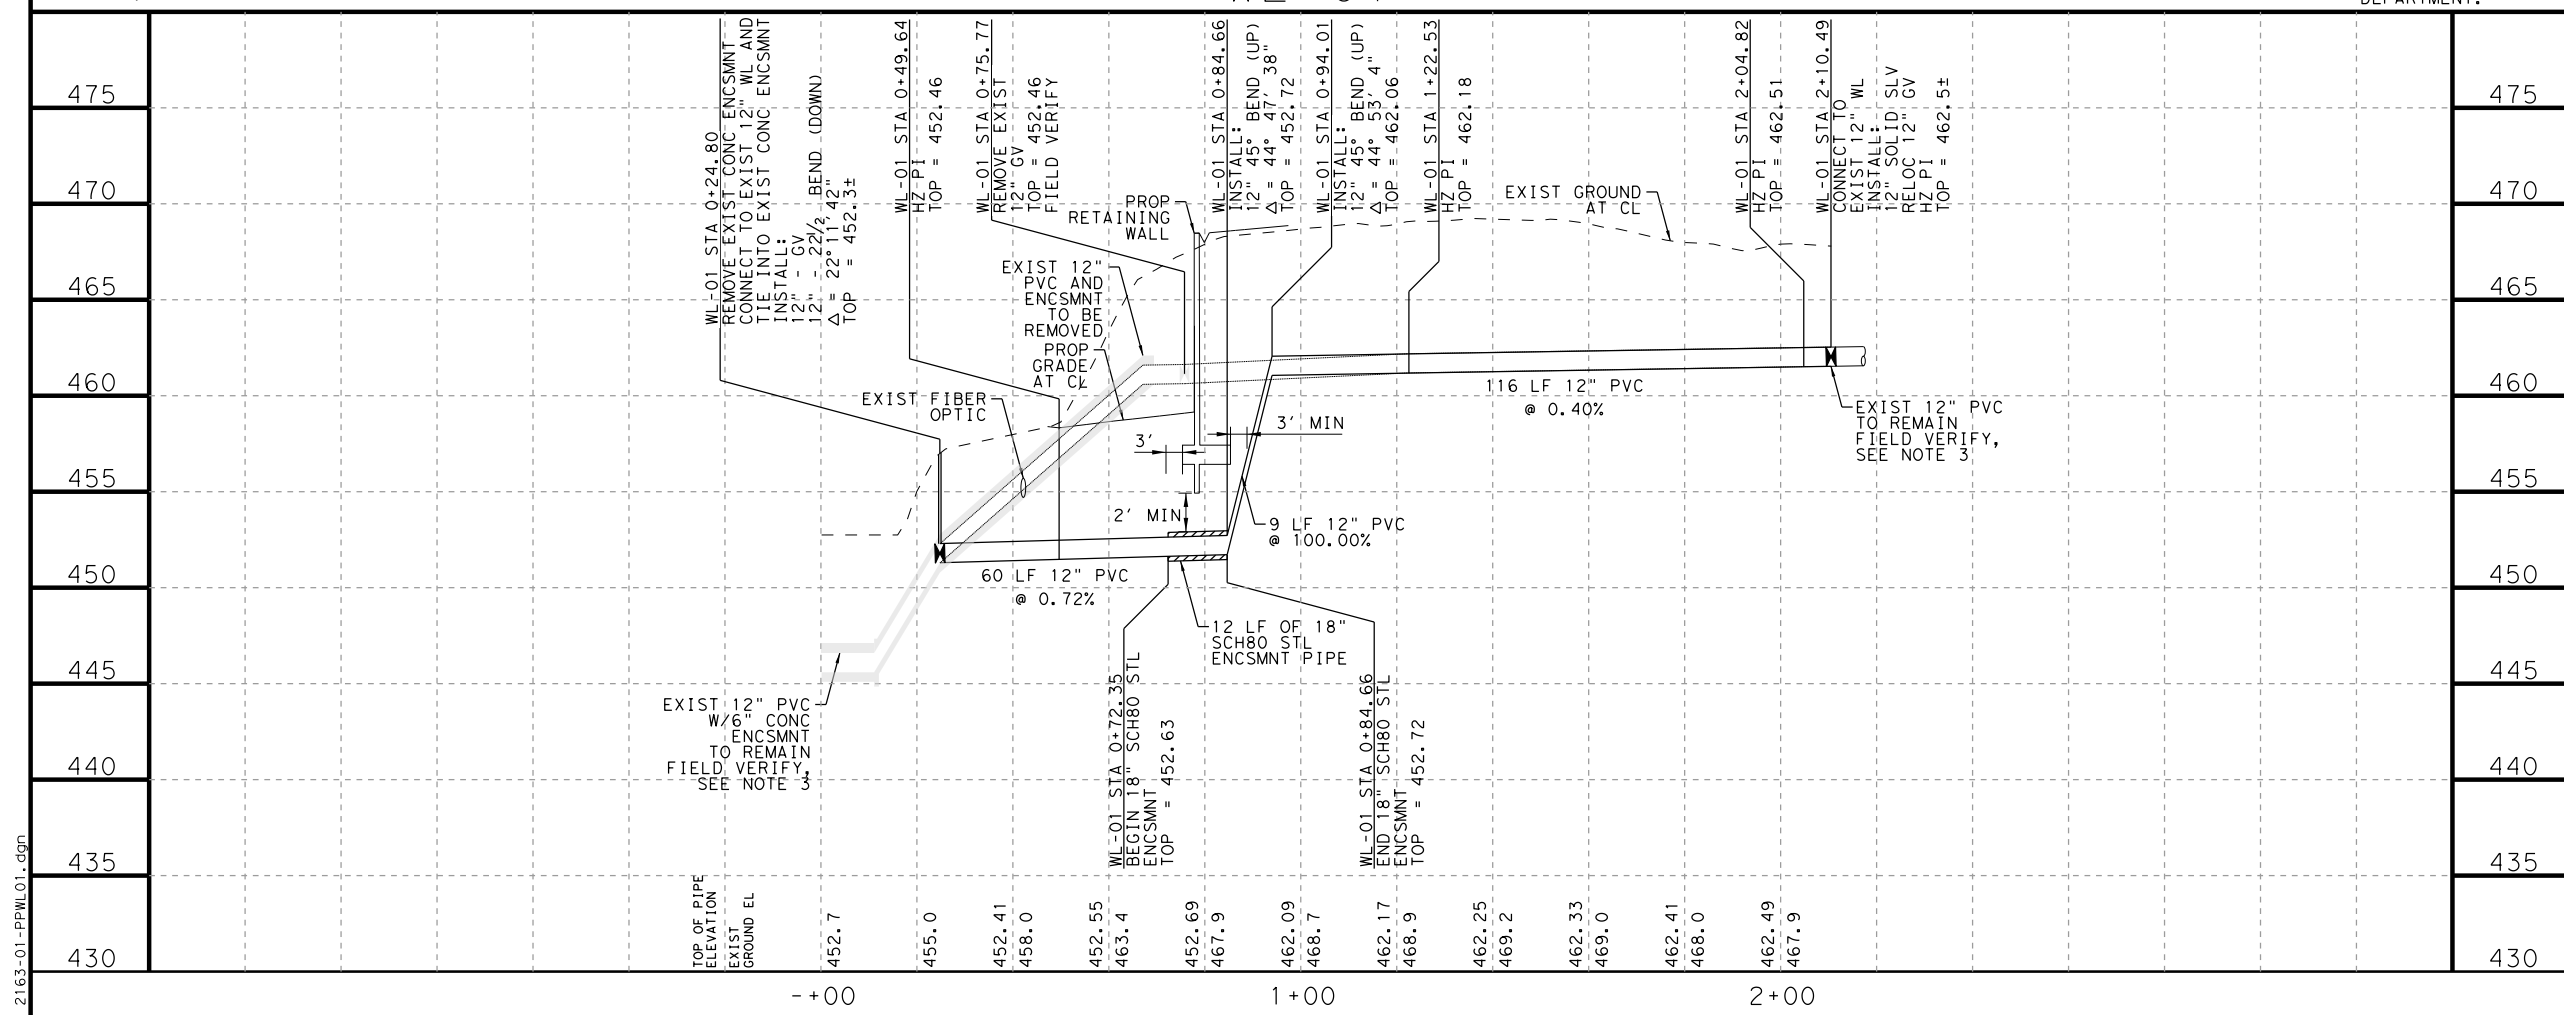 DEPARTMENT.
475
470
465
460
455
450
445
440
435
430
WL-01 STA 0+24.80
REMOVE EXIST CONC ENCSMNT
CONNECT TO EXIST 12" WL AND
TIE INTO EXIST CONC ENCSMNT
INSTALL:
12" - GV
12" - 22½ BEND (DOWN)
Δ = 22°11'42"
TOP = 452.3±
WL-01 STA 0+49.64
HZ PI
TOP = 452.46
WL-01 STA 0+75.77
REMOVE EXIST
12" GV
TOP = 452.46
FIELD VERIFY
WL-01 STA 0+84.66
INSTALL:
12" 45° BEND (UP)
Δ = 44° 47' 38"
TOP = 452.72
WL-01 STA 0+94.01
INSTALL:
12" 45° BEND (UP)
Δ = 44° 53' 4"
TOP = 462.06
WL-01 STA 1+22.53
HZ PI
TOP = 462.18
WL-01 STA 2+04.82
HZ PI
TOP = 462.51
WL-01 STA 2+10.49
CONNECT TO
EXIST 12" WL
INSTALL:
12" SOLID SLV
RELOC 12" GV
HZ PI
TOP = 462.5±
PROP
RETAINING
WALL
EXIST GROUND
AT CL
EXIST 12"
PVC AND
ENCSMNT
TO BE
REMOVED
PROP
GRADE
AT CL
EXIST FIBER
OPTIC
116 LF 12" PVC
@ 0.40%
EXIST 12" PVC
TO REMAIN
FIELD VERIFY,
SEE NOTE 3
3' MIN
3'
2' MIN
9 LF 12" PVC
@ 100.00%
60 LF 12" PVC
@ 0.72%
12 LF OF 18"
SCH80 STL
ENCSMNT PIPE
EXIST 12" PVC
W/6" CONC
ENCSMNT
TO REMAIN
FIELD VERIFY,
SEE NOTE 3
WL-01 STA 0+72.35
BEGIN 18" SCH80 STL
ENCSMNT
TOP = 452.63
WL-01 STA 0+84.66
END 18" SCH80 STL
ENCSMNT
TOP = 452.72
475
470
465
460
455
450
445
440
435
430
TOP OF PIPE
ELEVATION
EXIST
GROUND EL
452.7
455.0
452.41
458.0
452.55
463.4
452.69
467.9
462.09
468.7
462.17
468.9
462.25
469.2
462.33
469.0
462.41
468.0
462.49
467.9
-+00
1+00
2+00
2163-01-PPWL01.dgn